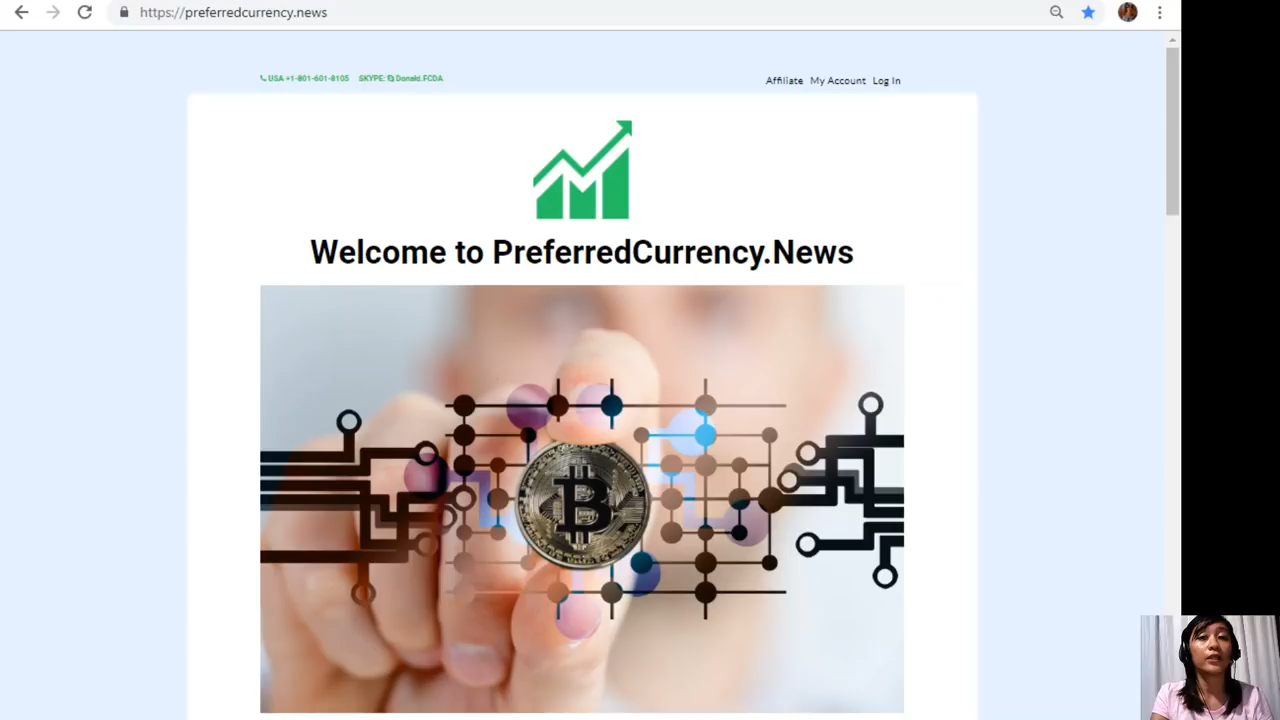 https://preferredcurrency.news
USA +1-801-601-8105 SKYPE: Donald.FCDA
Affiliate My Account Log In
Welcome to PreferredCurrency.News